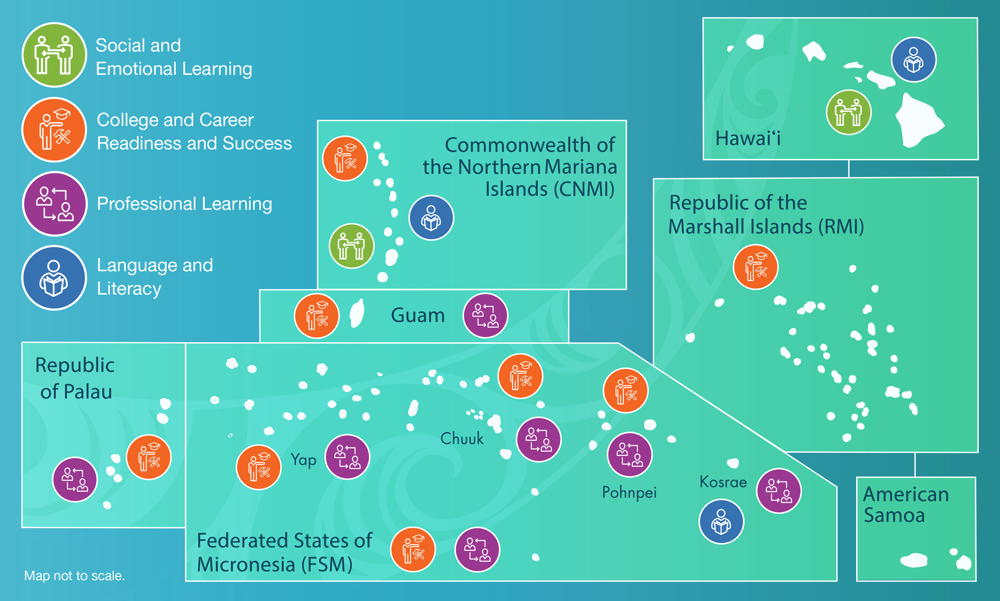 Social and
Emotional Learning
College and Career
Readiness and Success
Professional Learning
Language and
Literacy
Hawai‘i
Commonwealth of
the Northern Mariana
Islands (CNMI)
Republic of the
Marshall Islands (RMI)
Guam
Republic
of Palau
Chuuk
Yap
Pohnpei
Kosrae
American
Samoa
Federated States of
Micronesia (FSM)
Map not to scale.